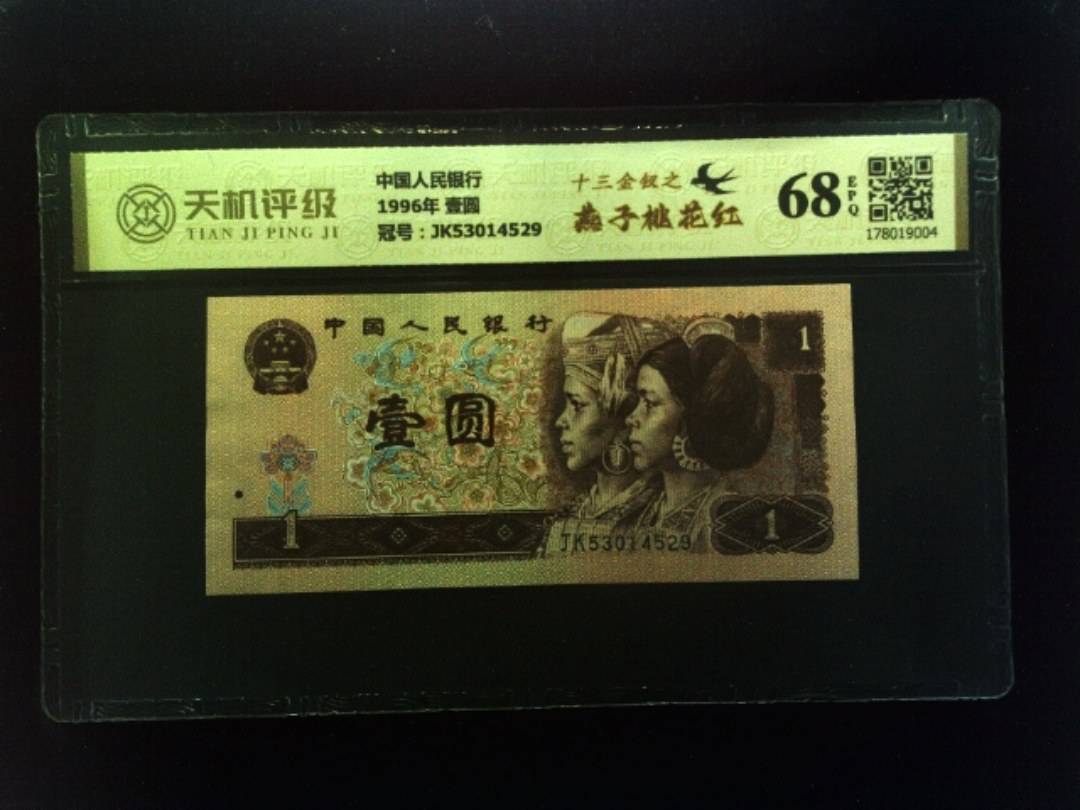 天机评级
TIAN JI PING JI
中国人民银行
1996年 壹圆
冠号：JK53014529
十三金钗之
燕子桃花红
68
EPQ
178019004
中国人民银行
1
壹圆
1
JK53014529
1